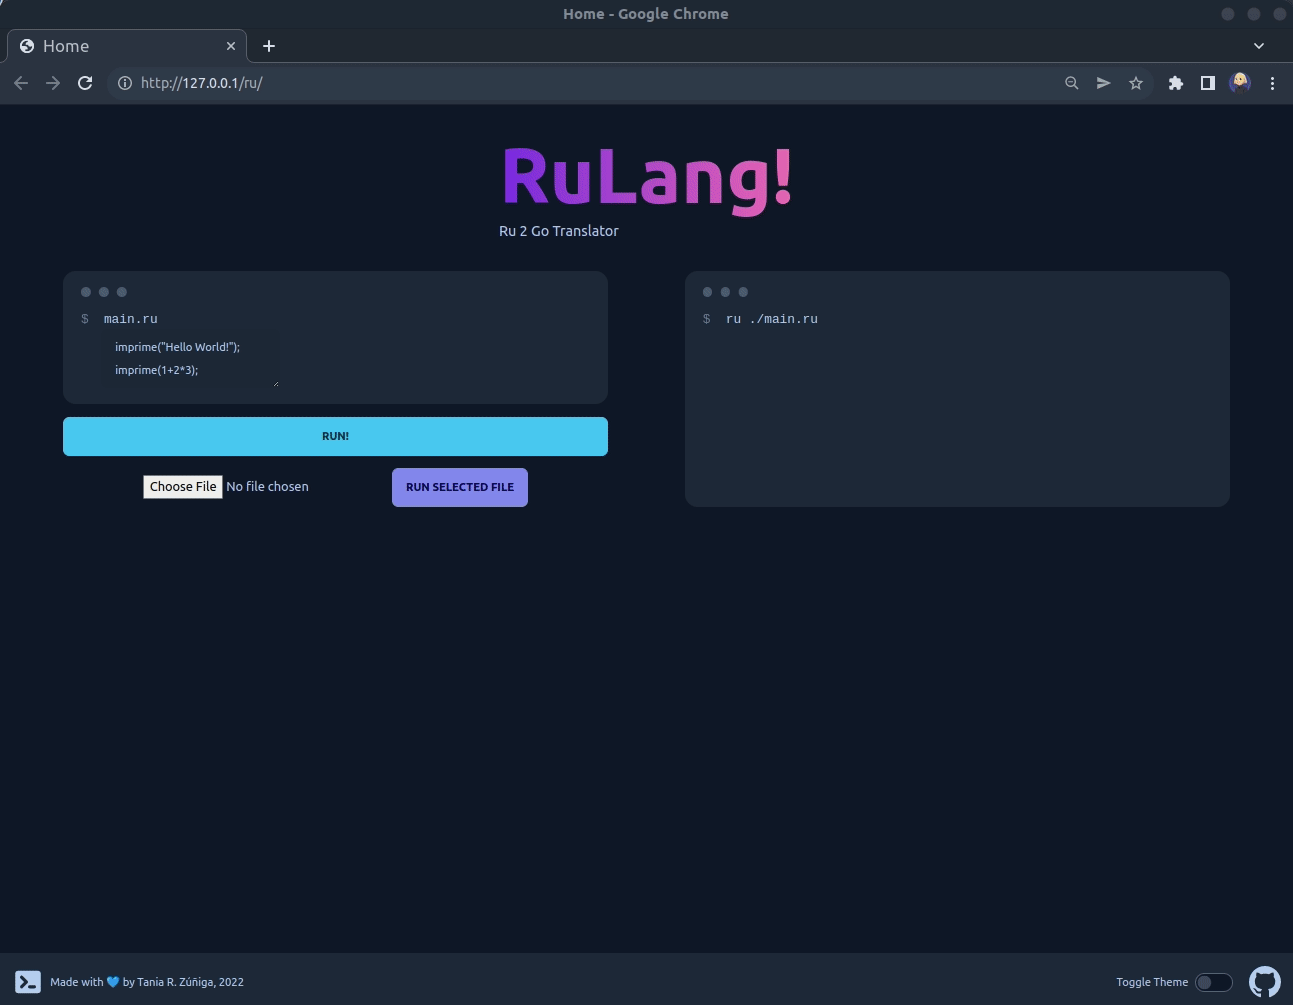 Home - Google Chrome
Home
http://127.0.0.1/ru/
RuLang!
Ru 2 Go Translator
$ main.ru
imprime("Hello World!");
imprime(1+2*3);
RUN!
Choose File No file chosen
RUN SELECTED FILE
$ ru ./main.ru
Made with 💙 by Tania R. Zúñiga, 2022
Toggle Theme